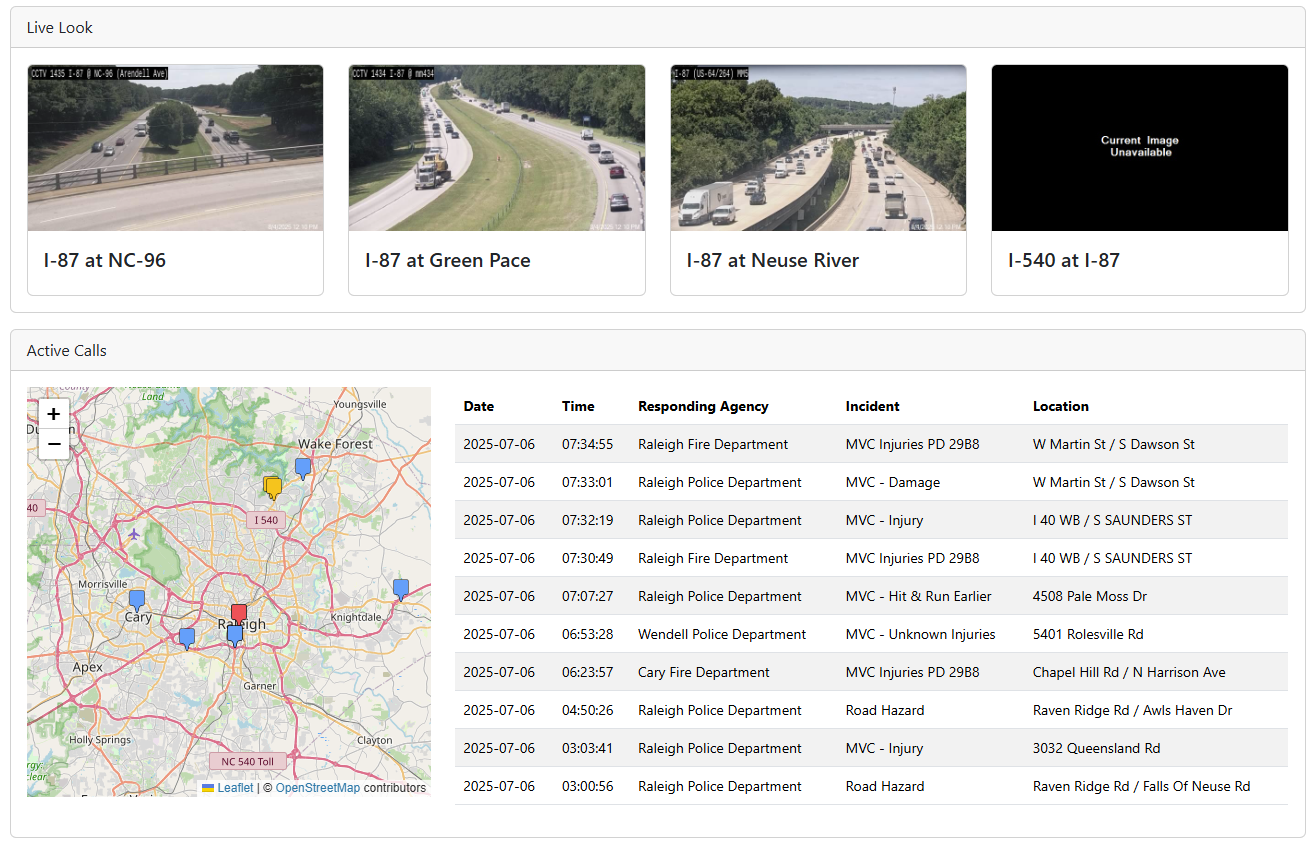 Live Look
CCTV 1435 I-87 @ NC-96 (Arendell Ave)
CCTV 1434 I-87 @ mm434
I-87 (US-64/264) MM5
Current Image
Unavailable
I-87 at NC-96
I-87 at Green Pace
I-87 at Neuse River
I-540 at I-87
Active Calls
+
−
Land
Youngsville
Wake Forest
40
I 540
Morrisville
Cary
Raleigh
Knightdale
Apex
Garner
Holly Springs
Clayton
NC 540 Toll
Leaflet | © OpenStreetMap contributors
Date Time Responding Agency Incident Location
2025-07-06 07:34:55 Raleigh Fire Department MVC Injuries PD 29B8 W Martin St / S Dawson St
2025-07-06 07:33:01 Raleigh Police Department MVC - Damage W Martin St / S Dawson St
2025-07-06 07:32:19 Raleigh Police Department MVC - Injury I 40 WB / S SAUNDERS ST
2025-07-06 07:30:49 Raleigh Fire Department MVC Injuries PD 29B8 I 40 WB / S SAUNDERS ST
2025-07-06 07:07:27 Raleigh Police Department MVC - Hit & Run Earlier 4508 Pale Moss Dr
2025-07-06 06:53:28 Wendell Police Department MVC - Unknown Injuries 5401 Rolesville Rd
2025-07-06 06:23:57 Cary Fire Department MVC Injuries PD 29B8 Chapel Hill Rd / N Harrison Ave
2025-07-06 04:50:26 Raleigh Police Department Road Hazard Raven Ridge Rd / Awls Haven Dr
2025-07-06 03:03:41 Raleigh Police Department MVC - Injury 3032 Queensland Rd
2025-07-06 03:00:56 Raleigh Police Department Road Hazard Raven Ridge Rd / Falls Of Neuse Rd